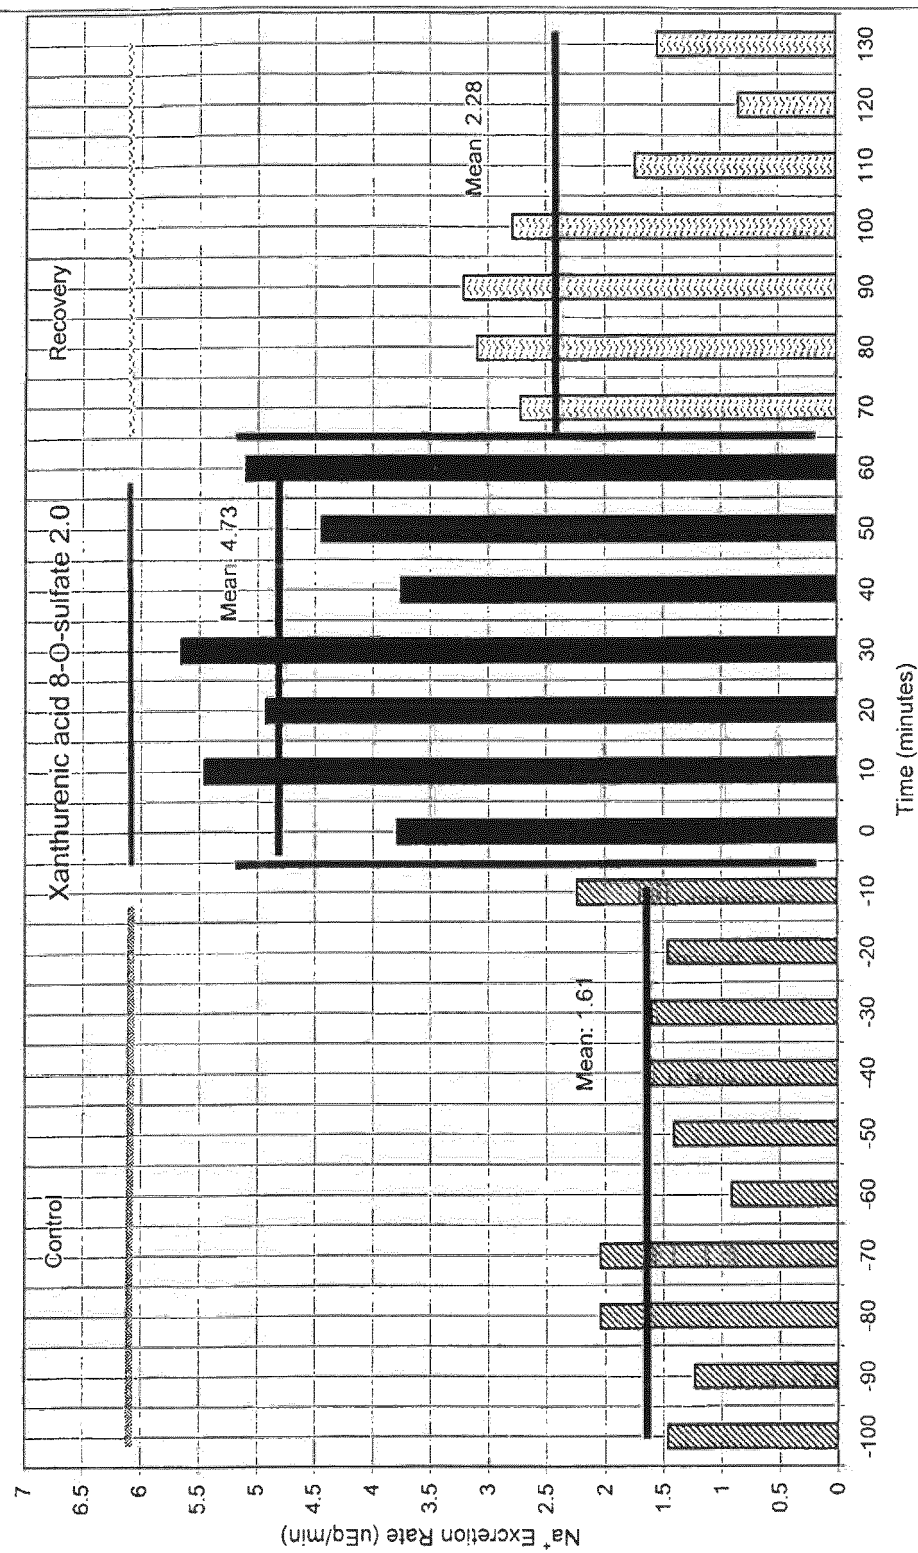 Control
Xanthurenic acid 8-O-sulfate 2.0
Recovery
Mean: 1.61
Mean: 4.73
Mean: 2.28
Na+ Excretion Rate (uEq/min)
7
6.5
6
5.5
5
4.5
4
3.5
3
2.5
2
1.5
1
0.5
0
-100 -90 -80 -70 -60 -50 -40 -30 -20 -10 0 10 20 30 40 50 60 70 80 90 100 110 120 130
Time (minutes)